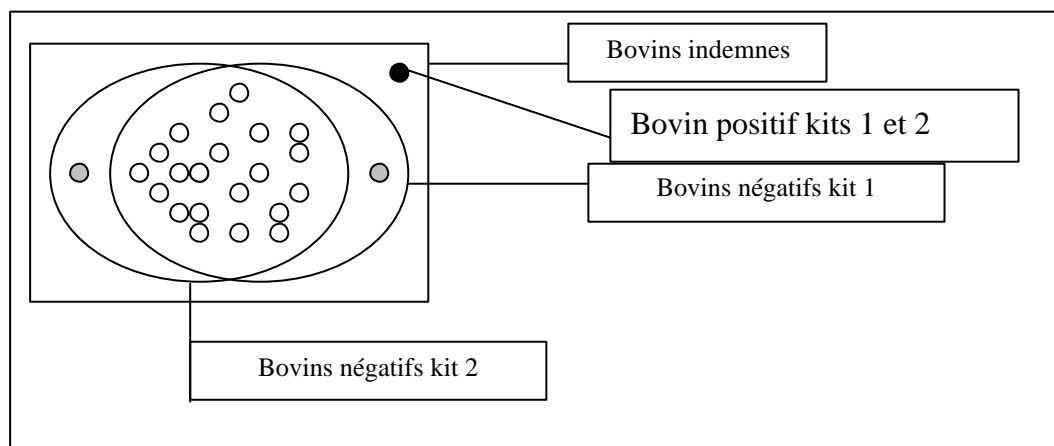 Bovins indemnes
Bovin positif kits 1 et 2
Bovins négatifs kit 1
Bovins négatifs kit 2